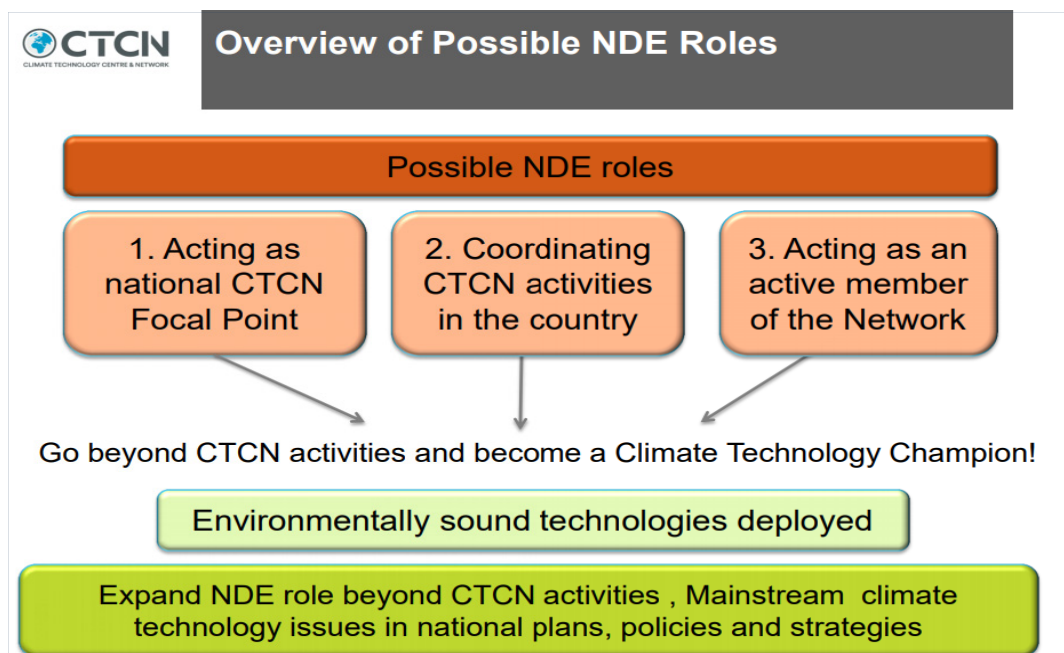 CTCN
CLIMATE TECHNOLOGY CENTRE & NETWORK
Overview of Possible NDE Roles
Possible NDE roles
1. Acting as
national CTCN
Focal Point
2. Coordinating
CTCN activities
in the country
3. Acting as an
active member
of the Network
Go beyond CTCN activities and become a Climate Technology Champion!
Environmentally sound technologies deployed
Expand NDE role beyond CTCN activities , Mainstream climate
technology issues in national plans, policies and strategies